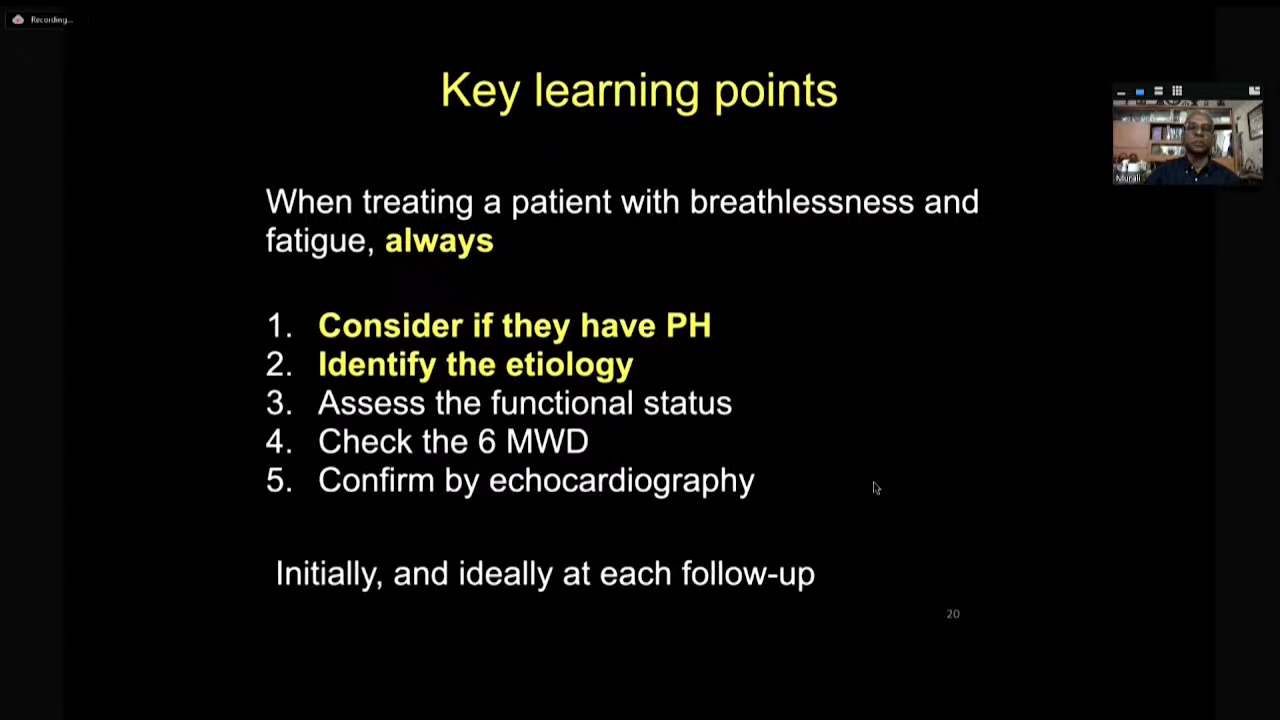 Recording...
Key learning points
When treating a patient with breathlessness and
fatigue, always
1. Consider if they have PH
2. Identify the etiology
3. Assess the functional status
4. Check the 6 MWD
5. Confirm by echocardiography
Initially, and ideally at each follow-up
20
Murali